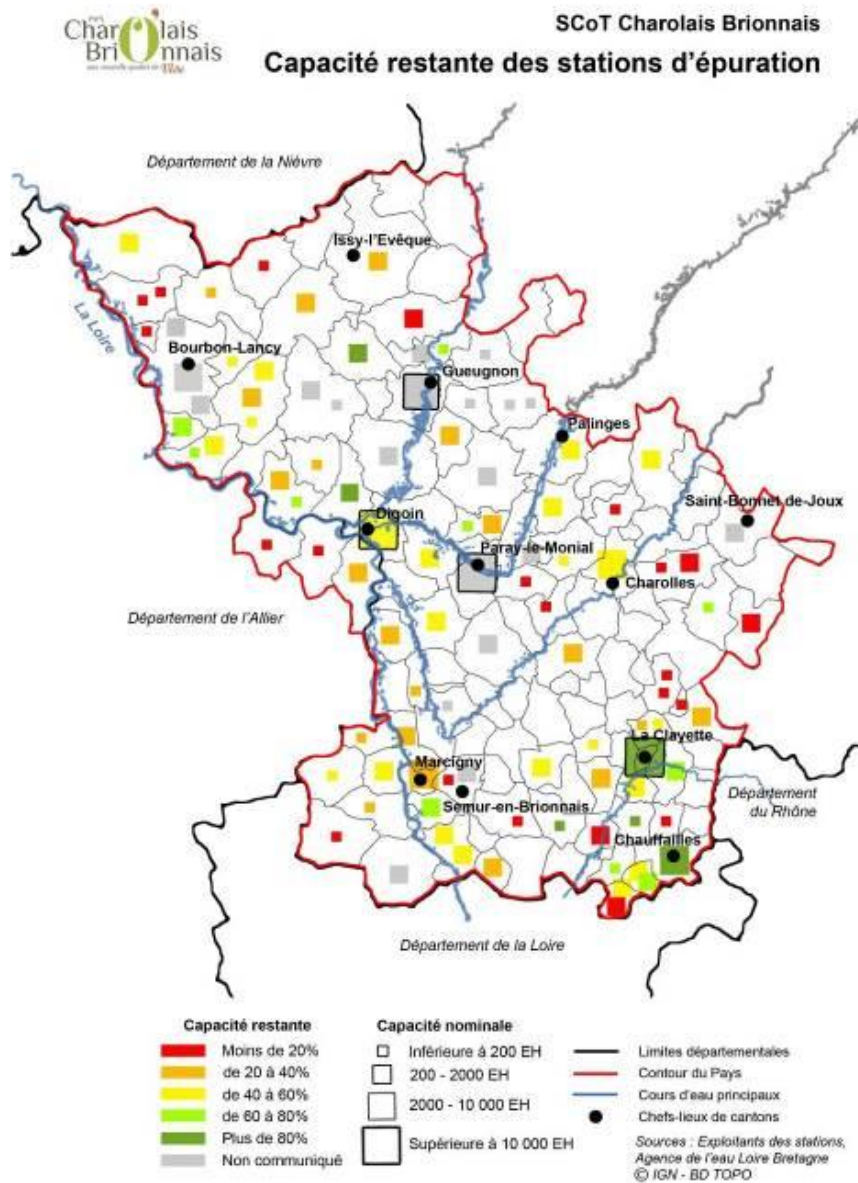 PAYS
Charolais
Brionnais
SCoT Charolais Brionnais
Capacité restante des stations d'épuration
Département de la Nièvre
Issy-l'Evêque
La Loire
Bourbon-Lancy
Gueugnon
Palinges
Saint-Bonnet de-Joux
Digoin
Paray-le-Monial
Charolles
Département de l'Allier
La Clayette
Marcigny
Département
du Rhône
Semur-en-Brionnais
Chauffailles
Département de la Loire
Capacité restante
Moins de 20%
de 20 à 40%
de 40 à 60%
de 60 à 80%
Plus de 80%
Non communiqué
Capacité nominale
Inférieure à 200 EH
200 - 2000 EH
2000 - 10 000 EH
Supérieure à 10 000 EH
Limites départementales
Contour du Pays
Cours d'eau principaux
Chefs-lieux de cantons
Sources : Exploitants des stations,
Agence de l'eau Loire Bretagne
© IGN - BD TOPO